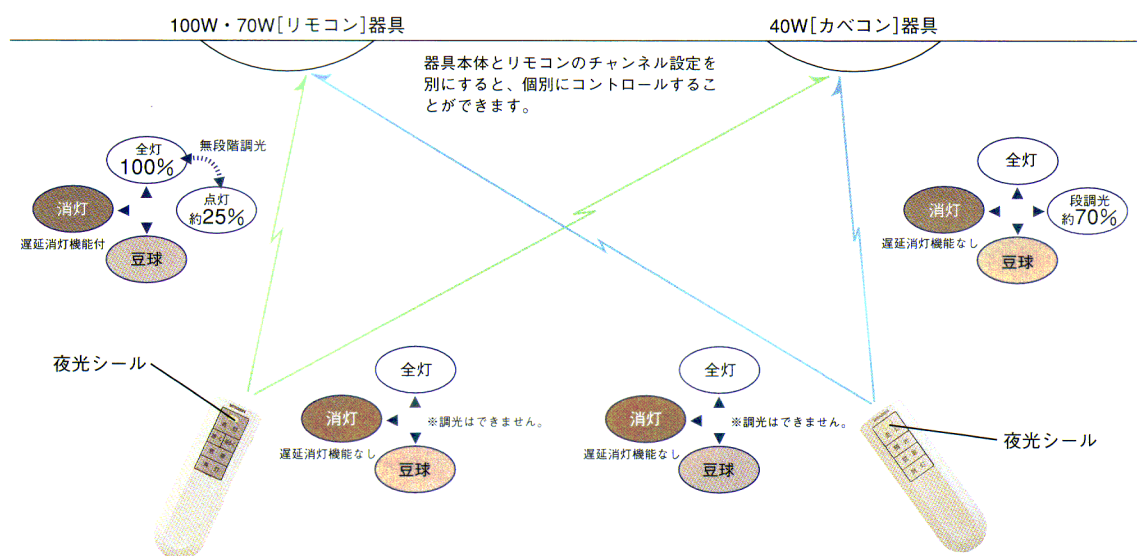 100W・70W[リモコン]器具
40W[カベコン]器具
器具本体とリモコンのチャンネル設定を
別にすると、個別にコントロールするこ
とができます。
全灯
100%
無段階調光
点灯
約25%
消灯
遅延消灯機能付
豆球
全灯
消灯
段調光
約70%
遅延消灯機能なし
豆球
夜光シール
全灯
消灯
※調光はできません。
遅延消灯機能なし
豆球
全灯
消灯
※調光はできません。
遅延消灯機能なし
豆球
夜光シール